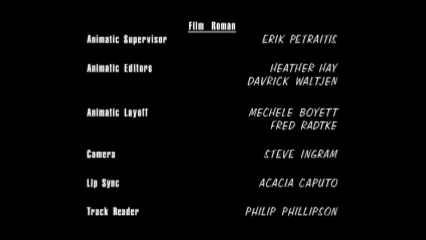 Film Roman
Animatic Supervisor ERIK PETRAITIS
Animatic Editors HEATHER HAY
DAVRICK WALTJEN
Animatic Layoff MECHELE BOYETT
FRED RADTKE
Camera STEVE INGRAM
Lip Sync ACACIA CAPUTO
Track Reader PHILIP PHILLIPSON